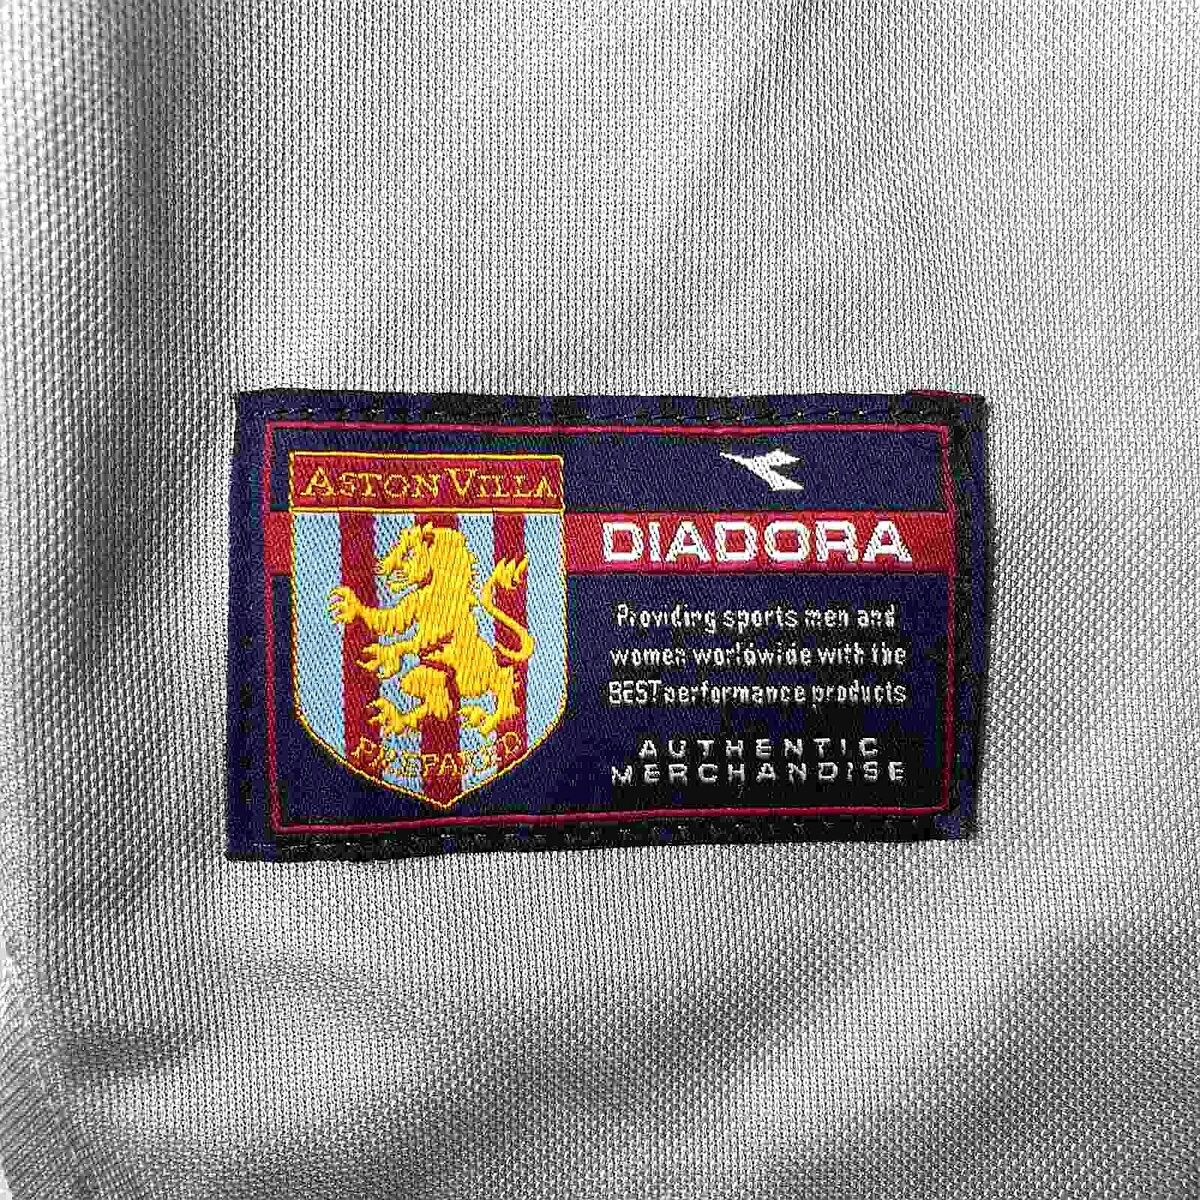 ASTON VILLA
PREPARED
DIADORA
Providing sports men and
women worldwide with the
BEST performance products
AUTHENTIC
MERCHANDISE